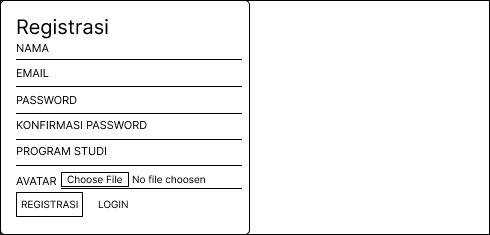 Registrasi
NAMA
EMAIL
PASSWORD
KONFIRMASI PASSWORD
PROGRAM STUDI
AVATAR Choose File No file choosen
REGISTRASI LOGIN